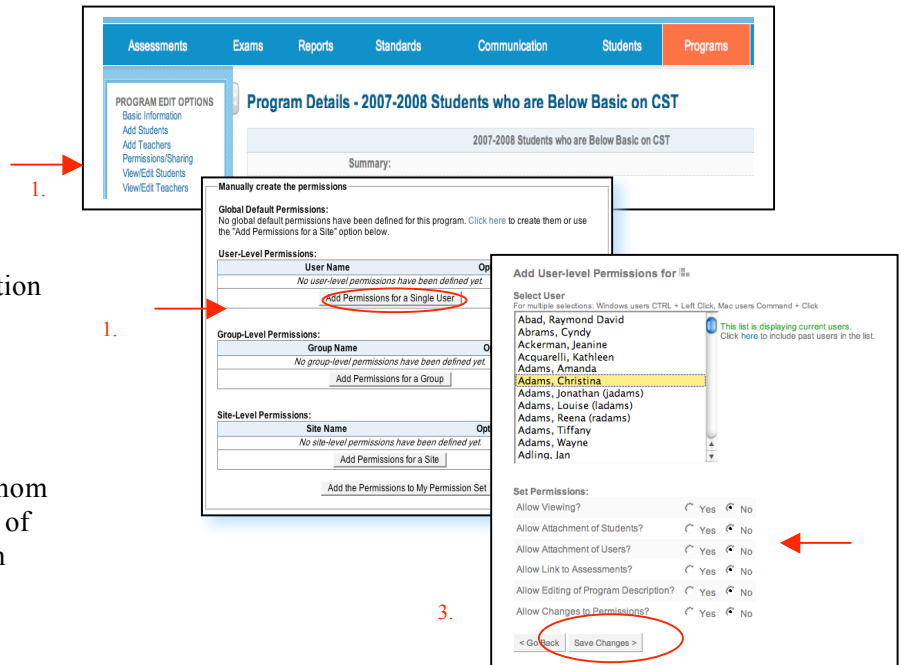 Assessments Exams Reports Standards Communication Students Programs
PROGRAM EDIT OPTIONS
Basic Information
Add Students
Add Teachers
Permissions/Sharing
View/Edit Students
View/Edit Teachers
Program Details - 2007-2008 Students who are Below Basic on CST
2007-2008 Students who are Below Basic on CST
Summary:
1.
Manually create the permissions
Global Default Permissions:
No global default permissions have been defined for this program. Click here to create them or use
the "Add Permissions for a Site" option below.
User-Level Permissions:
User Name Op
No user-level permissions have been defined yet.
Add Permissions for a Single User
1.
Group-Level Permissions:
Group Name O
No group-level permissions have been defined yet.
Add Permissions for a Group
Site-Level Permissions:
Site Name Opt
No site-level permissions have been defined yet.
Add Permissions for a Site
Add the Permissions to My Permission Set
tion
hom
of
Add User-level Permissions for
Select User
For multiple selections: Windows users CTRL + Left Click, Mac users Command + Click
Abad, Raymond David
Abrams, Cyndy
Ackerman, Jeanine
Acquarelli, Kathleen
Adams, Amanda
Adams, Christina
Adams, Jonathan (jadams)
Adams, Louise (ladams)
Adams, Reena (radams)
Adams, Tiffany
Adams, Wayne
Adling, Jan
This list is displaying current users.
Click here to include past users in the list.
Set Permissions:
Allow Viewing? Yes No
Allow Attachment of Students? Yes No
Allow Attachment of Users? Yes No
Allow Link to Assessments? Yes No
Allow Editing of Program Description? Yes No
Allow Changes to Permissions? Yes No
3.
< Go Back Save Changes >